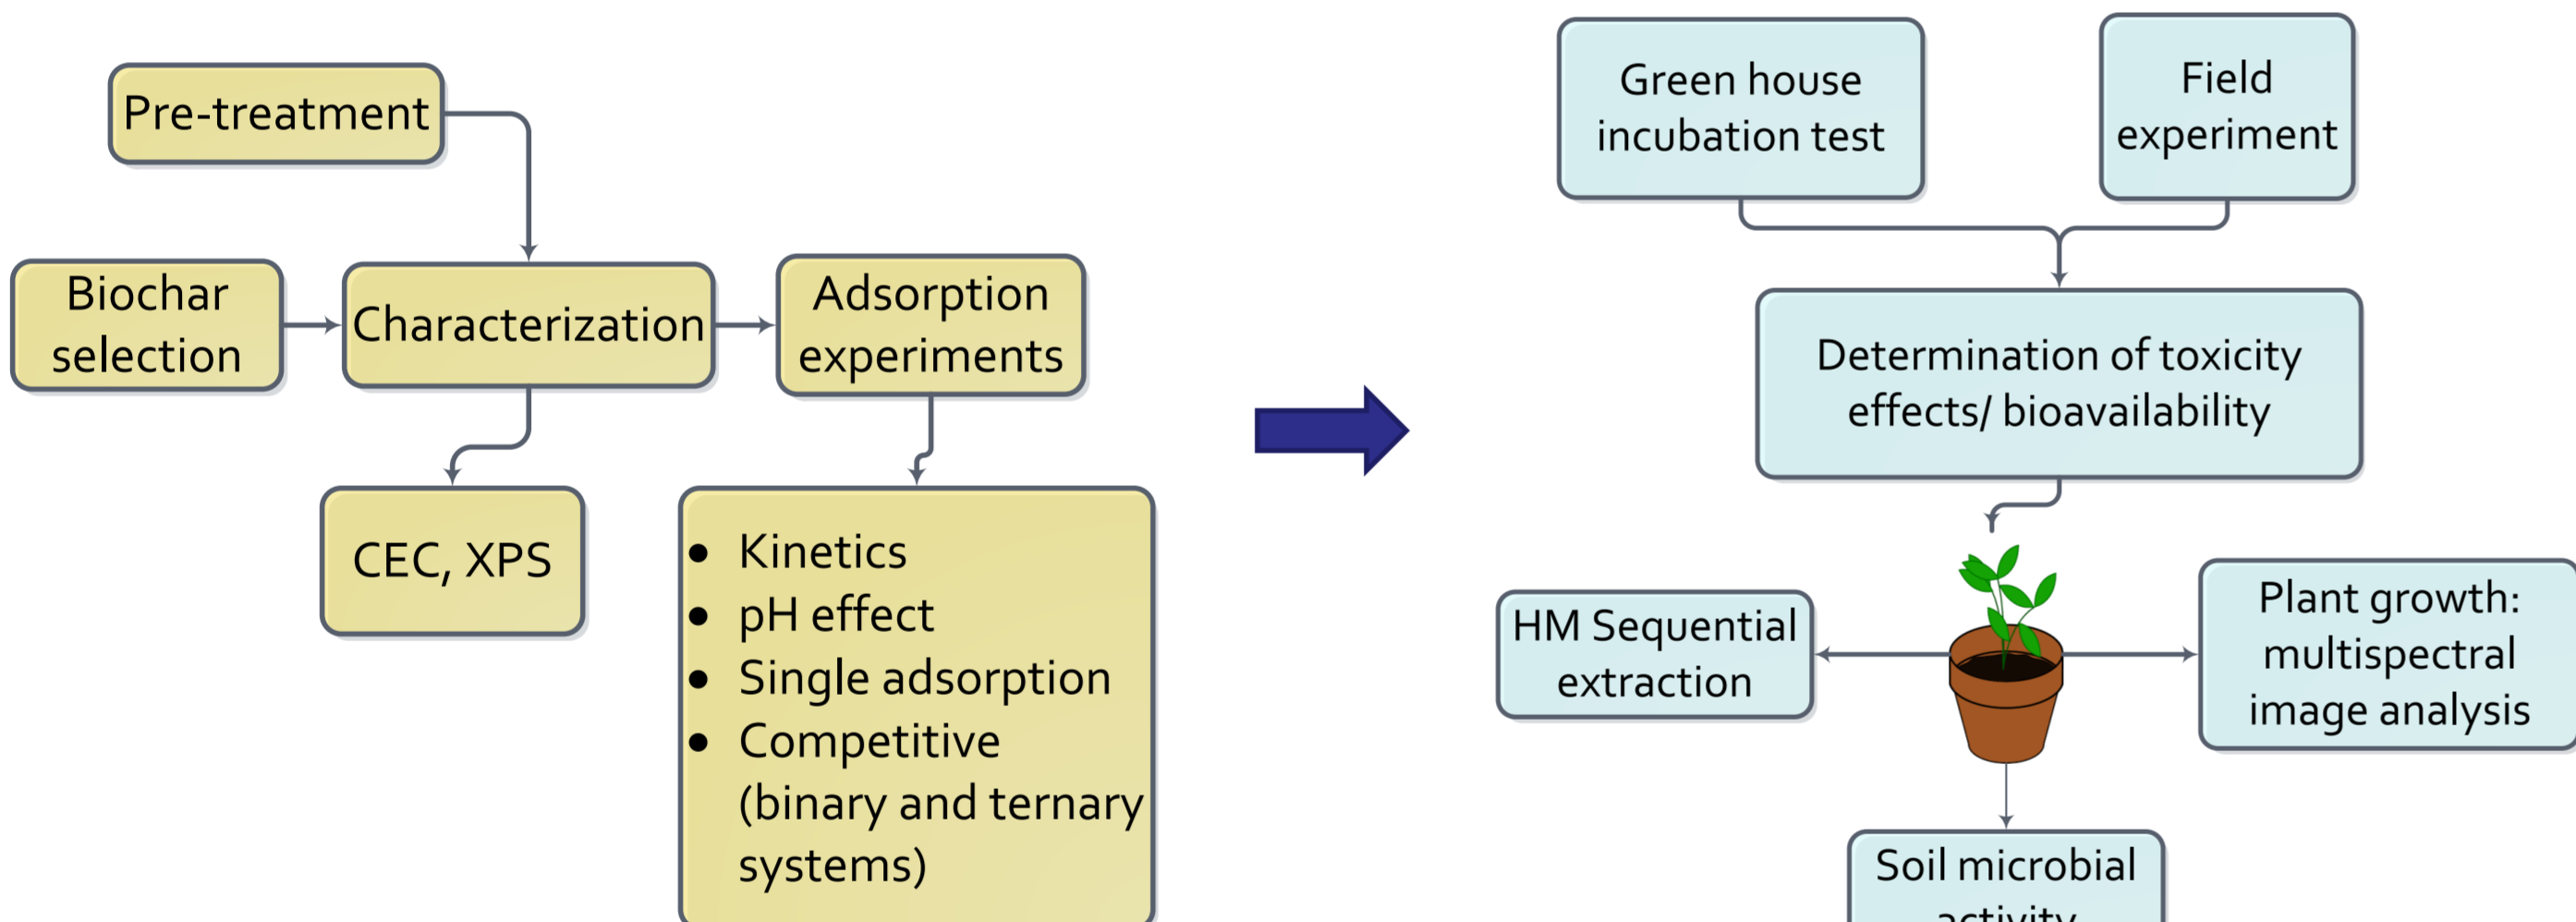 Pre-treatment
Biochar
selection
Characterization
Adsorption
experiments
CEC, XPS
• Kinetics
• pH effect
• Single adsorption
• Competitive
(binary and ternary
systems)
Green house
incubation test
Field
experiment
Determination of toxicity
effects/ bioavailability
HM Sequential
extraction
Plant growth:
multispectral
image analysis
Soil microbial
activity